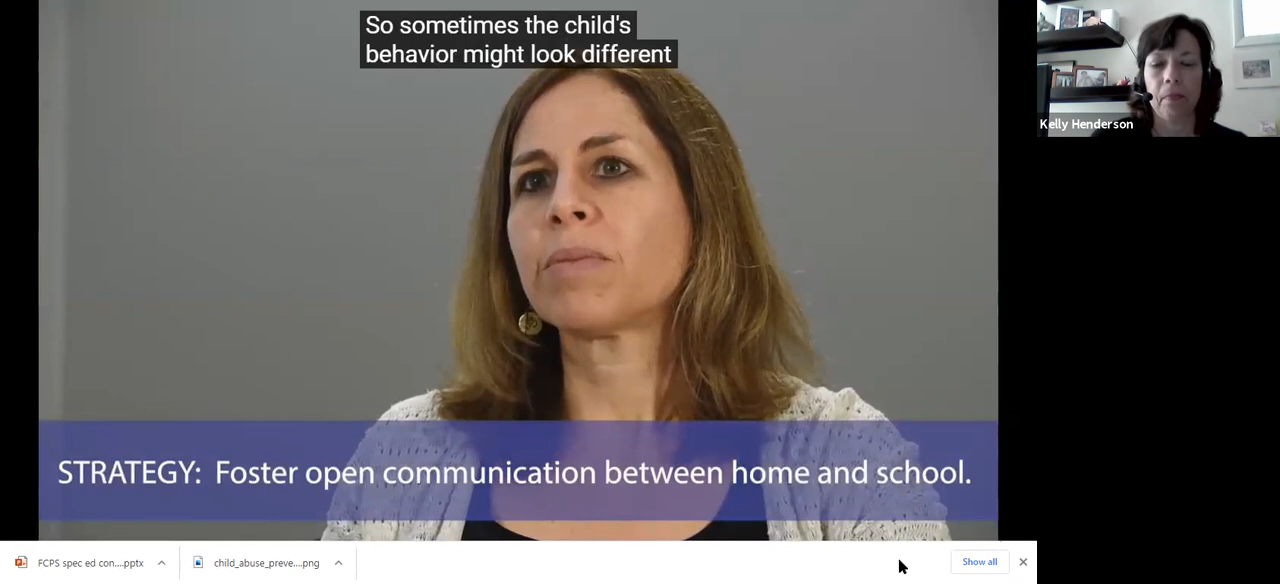 So sometimes the child's
behavior might look different
Kelly Henderson
STRATEGY: Foster open communication between home and school.
FCPS spec ed con....pptx
child_abuse_preve....png
Show all